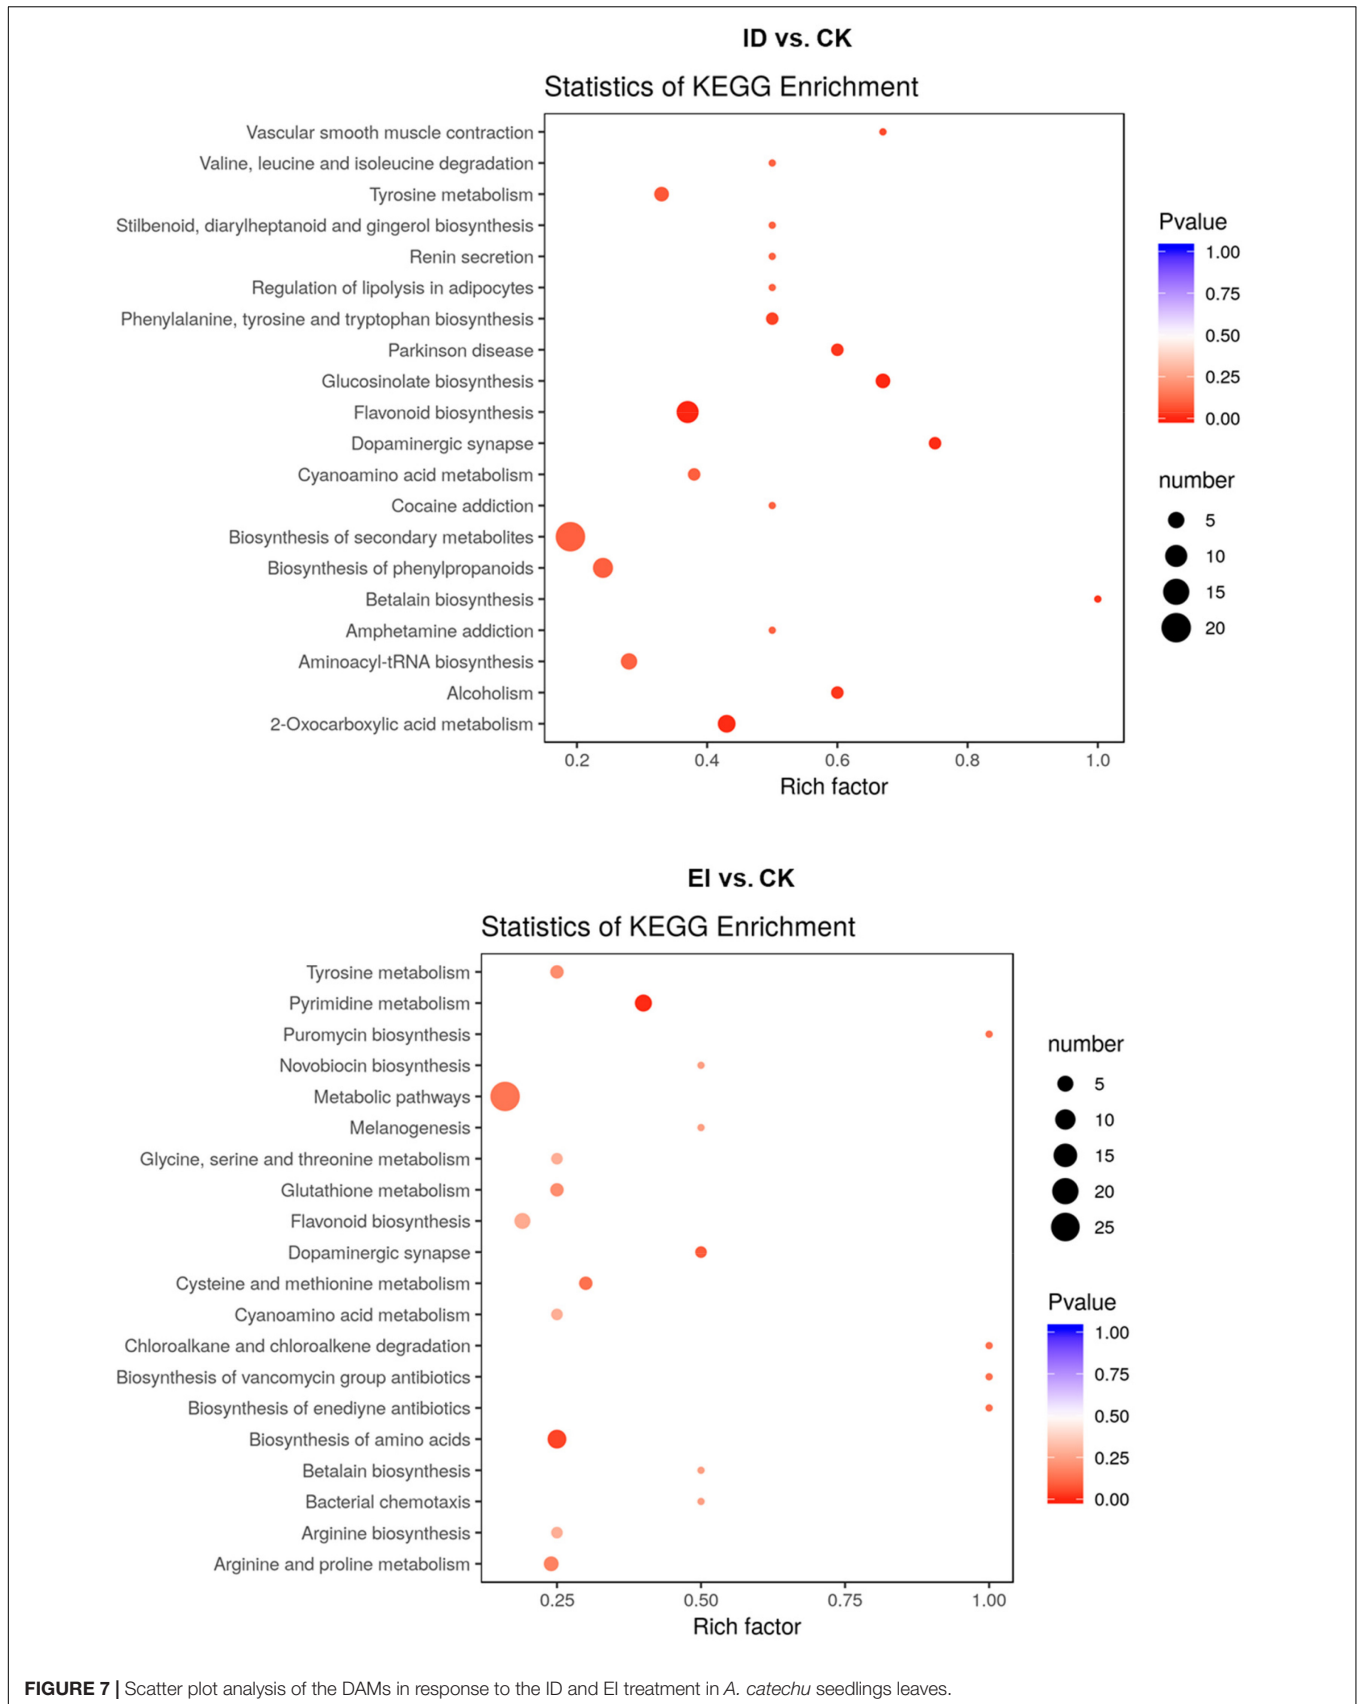 ID vs. CK
Statistics of KEGG Enrichment
Vascular smooth muscle contraction
Valine, leucine and isoleucine degradation
Tyrosine metabolism
Stilbenoid, diarylheptanoid and gingerol biosynthesis
Renin secretion
Regulation of lipolysis in adipocytes
Phenylalanine, tyrosine and tryptophan biosynthesis
Parkinson disease
Glucosinolate biosynthesis
Flavonoid biosynthesis
Dopaminergic synapse
Cyanoamino acid metabolism
Cocaine addiction
Biosynthesis of secondary metabolites
Biosynthesis of phenylpropanoids
Betalain biosynthesis
Amphetamine addiction
Aminoacyl-tRNA biosynthesis
Alcoholism
2-Oxocarboxylic acid metabolism
0.2 0.4 0.6 0.8 1.0
Rich factor
Pvalue
1.00
0.75
0.50
0.25
0.00
number
5
10
15
20
EI vs. CK
Statistics of KEGG Enrichment
Tyrosine metabolism
Pyrimidine metabolism
Puromycin biosynthesis
Novobiocin biosynthesis
Metabolic pathways
Melanogenesis
Glycine, serine and threonine metabolism
Glutathione metabolism
Flavonoid biosynthesis
Dopaminergic synapse
Cysteine and methionine metabolism
Cyanoamino acid metabolism
Chloroalkane and chloroalkene degradation
Biosynthesis of vancomycin group antibiotics
Biosynthesis of enediyne antibiotics
Biosynthesis of amino acids
Betalain biosynthesis
Bacterial chemotaxis
Arginine biosynthesis
Arginine and proline metabolism
0.25 0.50 0.75 1.00
Rich factor
number
5
10
15
20
25
Pvalue
1.00
0.75
0.50
0.25
0.00
FIGURE 7 | Scatter plot analysis of the DAMs in response to the ID and EI treatment in A. catechu seedlings leaves.